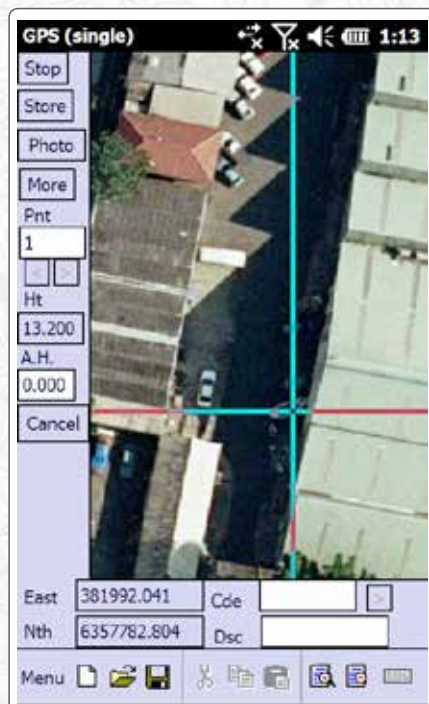 GPS (single) 1:13
Stop
Store
Photo
More
Pnt
1
< >
Ht
13.200
A.H.
0.000
Cancel
East 381992.041 Cde >
Nth 6357782.804 Dsc
Menu